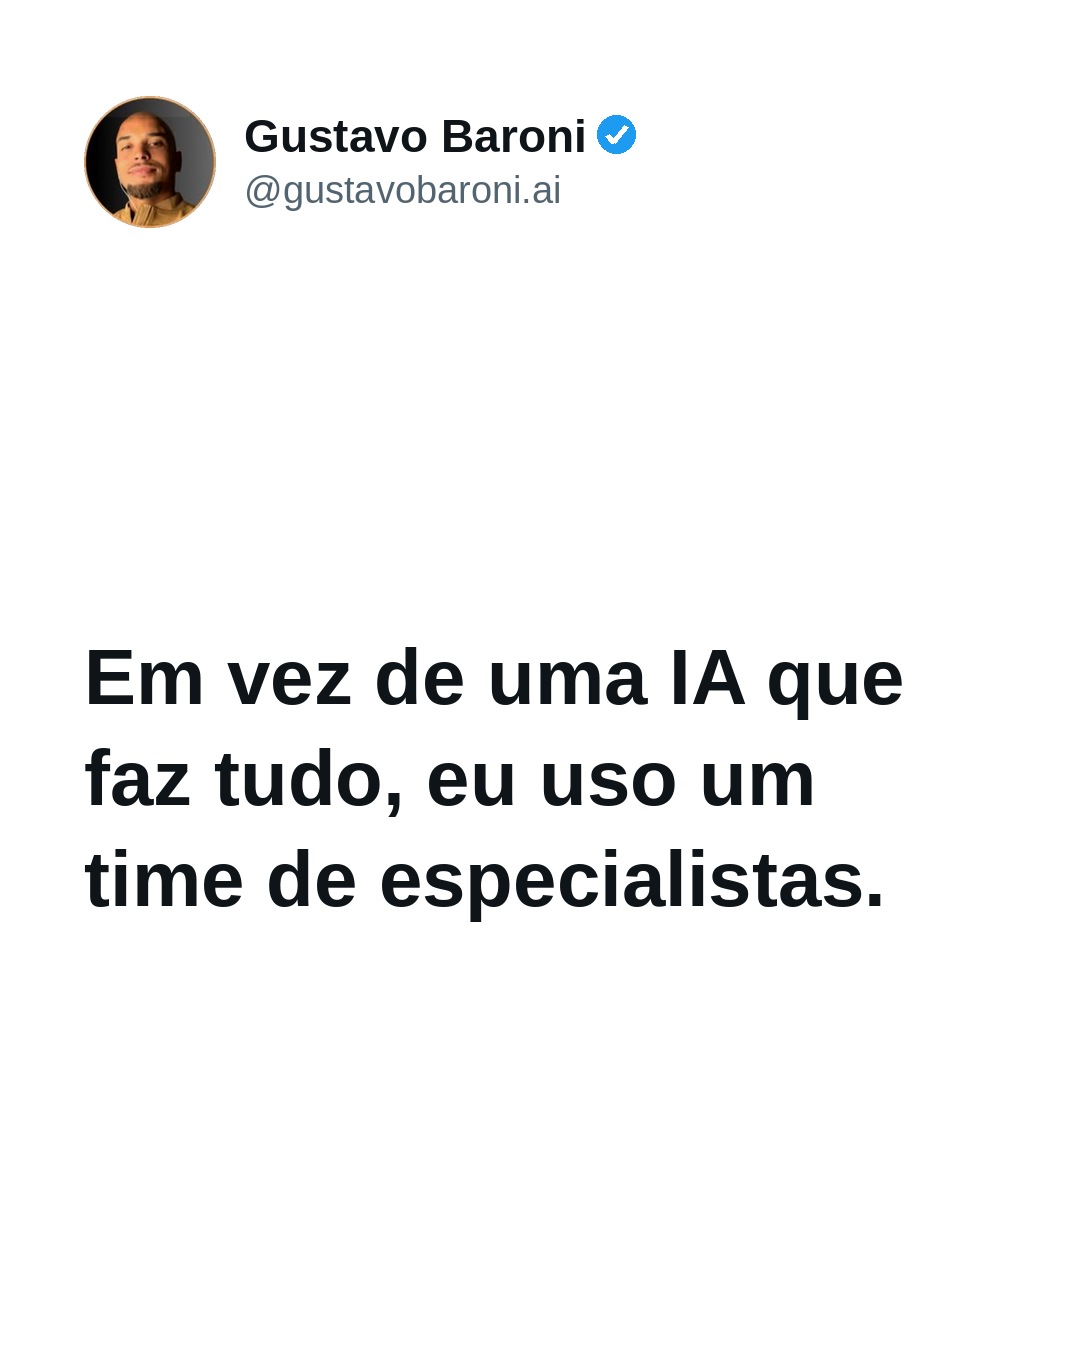 Gustavo Baroni
@gustavobaroni.ai
Em vez de uma IA que
faz tudo, eu uso um
time de especialistas.